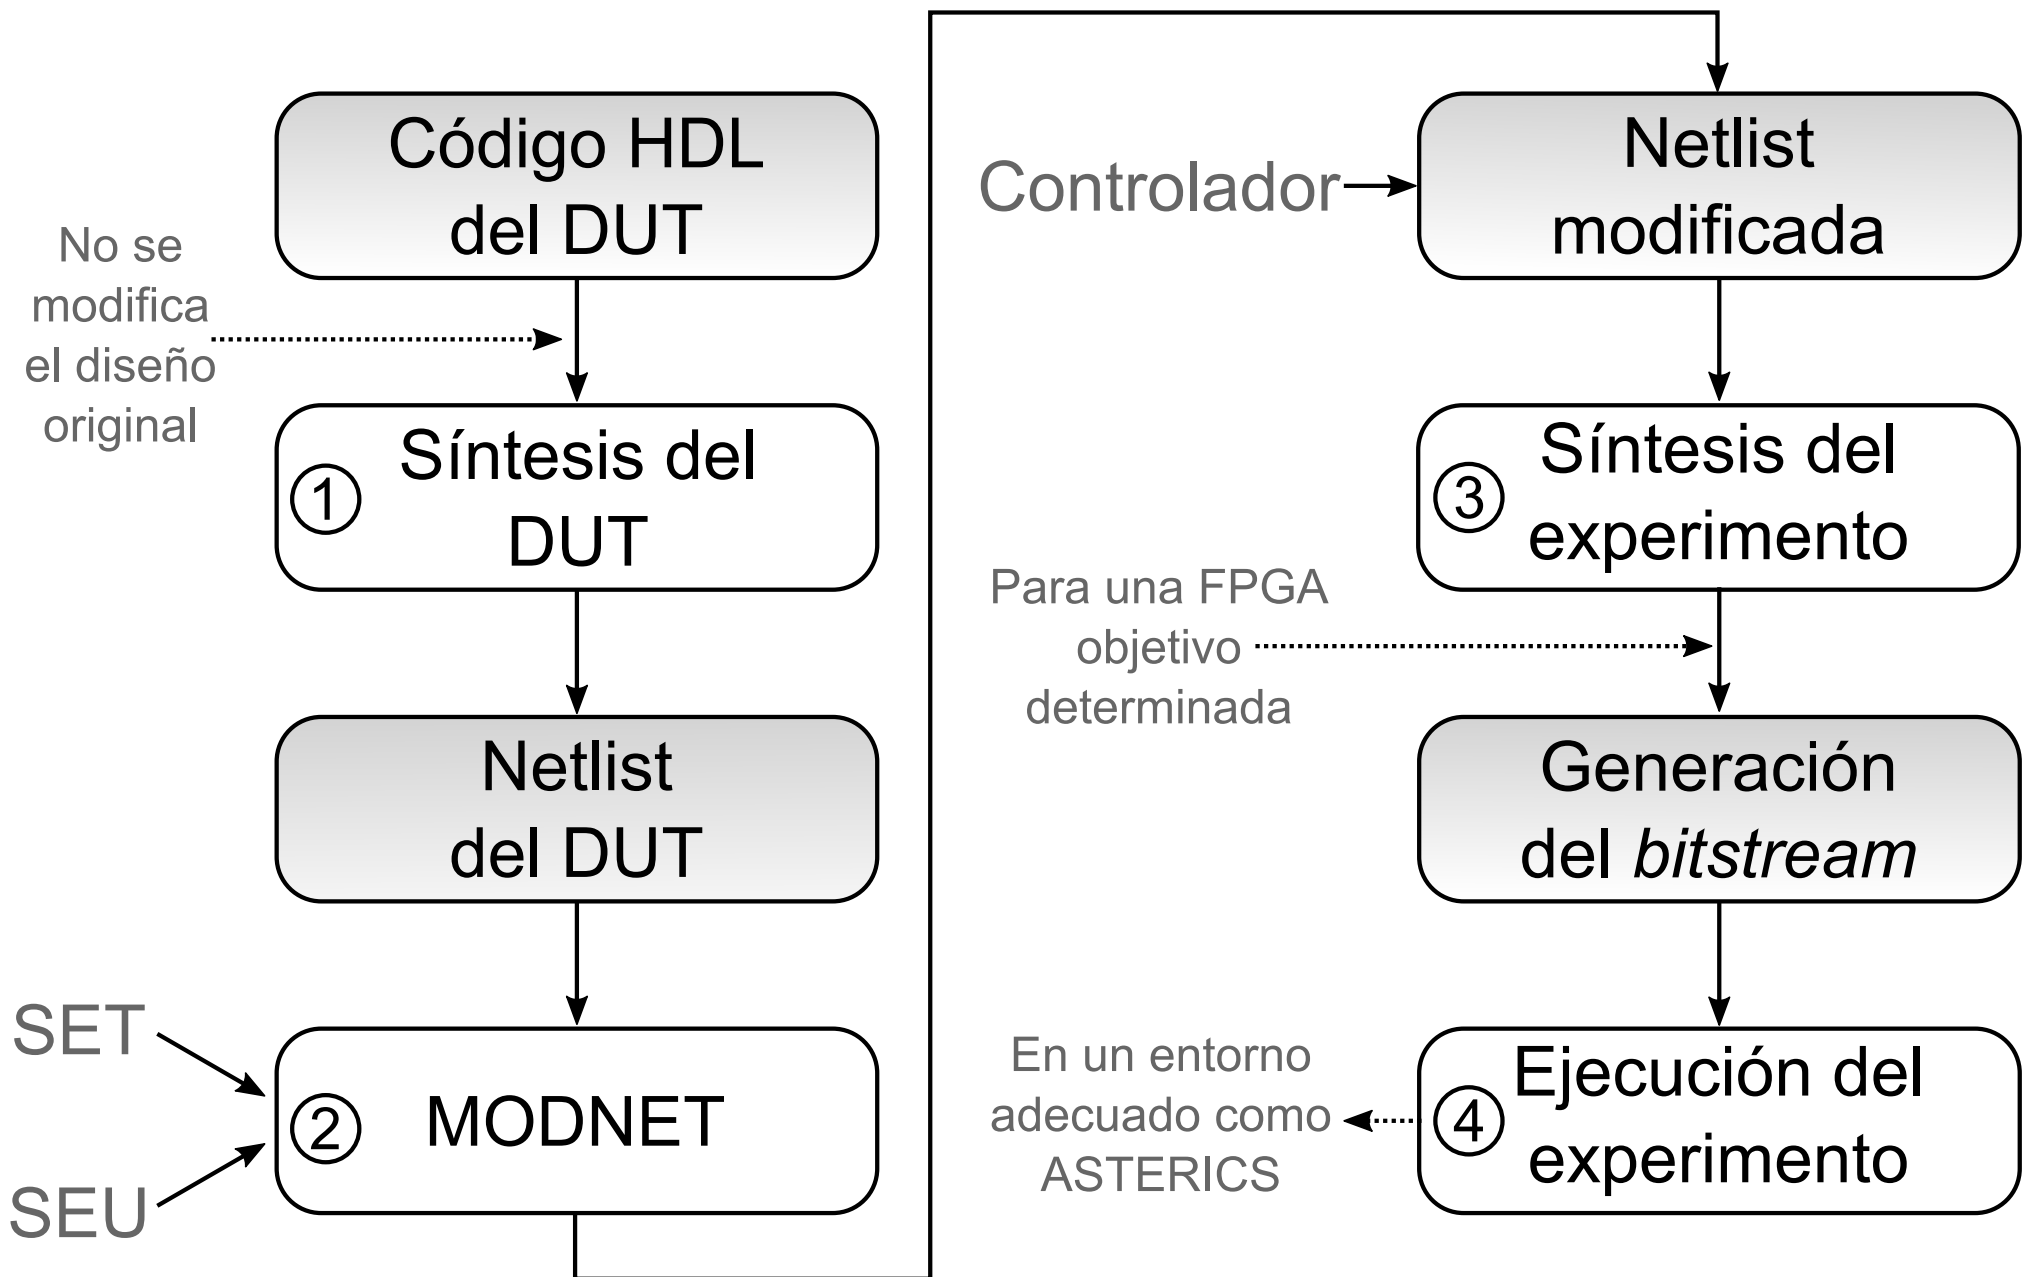 Código HDL
del DUT
No se
modifica
el diseño
original
1
Síntesis del
DUT
Netlist
del DUT
SET
SEU
2
MODNET
Controlador
Netlist
modificada
3
Síntesis del
experimento
Para una FPGA
objetivo
determinada
Generación
del bitstream
En un entorno
adecuado como
ASTERICS
4
Ejecución del
experimento